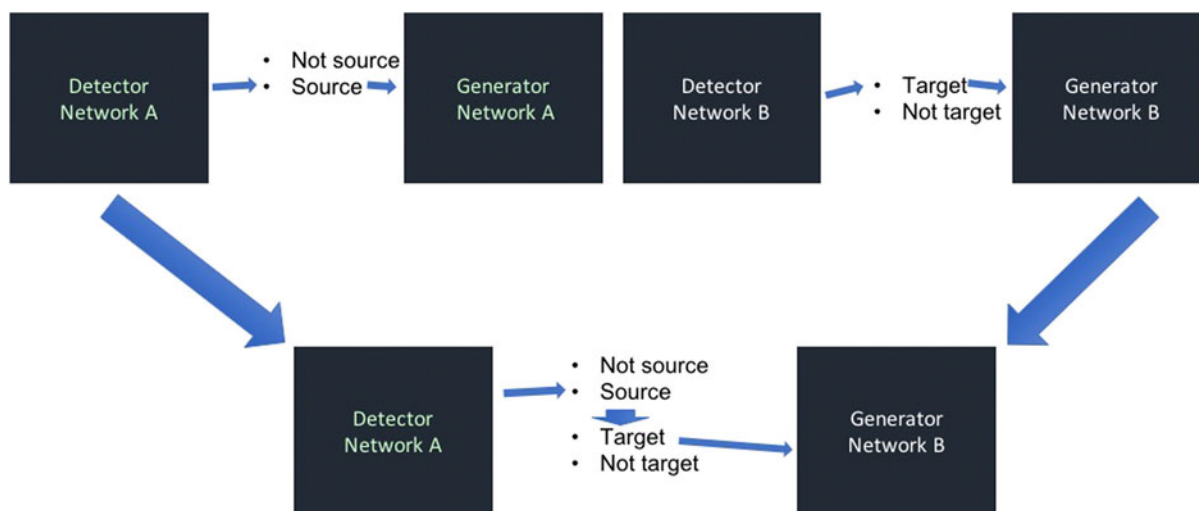 Detector
Network A
• Not source
• Source
Generator
Network A
Detector
Network B
• Target
• Not target
Generator
Network B
Detector
Network A
• Not source
• Source
• Target
• Not target
Generator
Network B